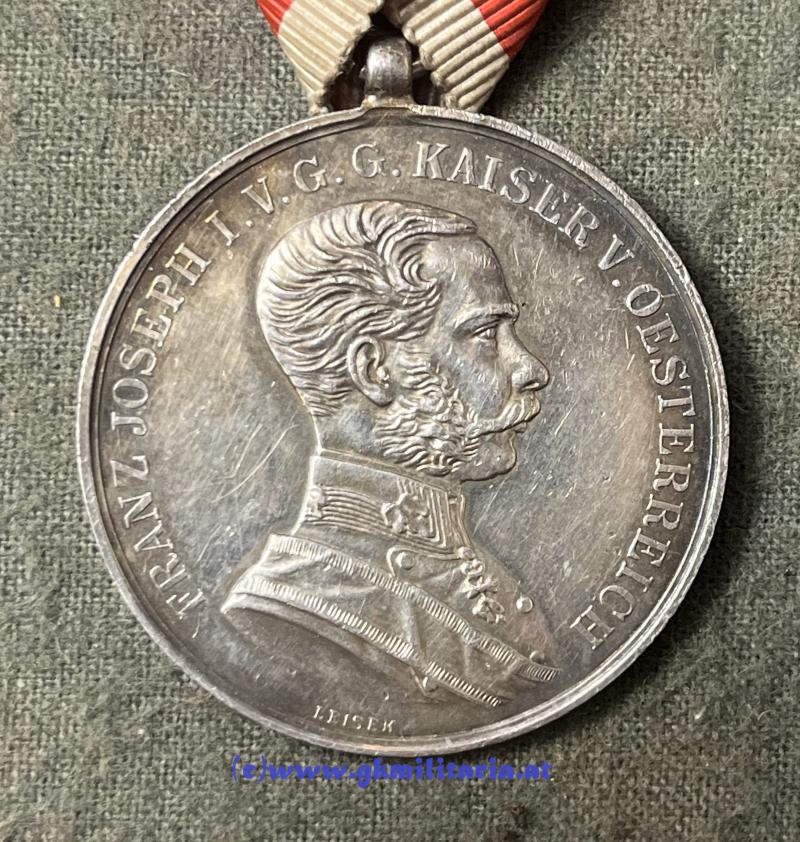 FRANZ JOSEPH I. V. G. G. KAISER V. OESTERREICH
LEISEK
(c)www.gkmilitaria.at